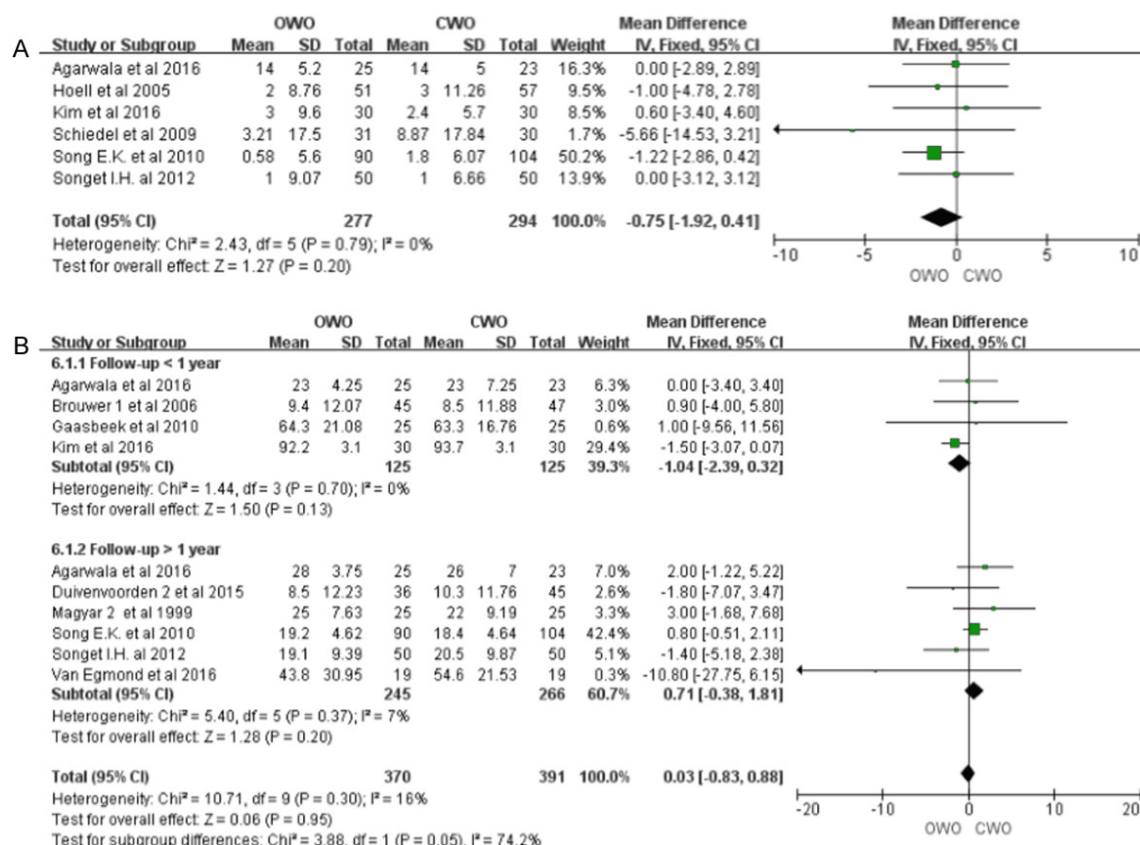 A
OWO CWO Mean Difference Mean Difference
Study or Subgroup Mean SD Total Mean SD Total Weight IV, Fixed, 95% CI IV, Fixed, 95% CI
Agarwala et al 2016 14 5.2 25 14 5 23 16.3% 0.00 [-2.89, 2.89]
Hoell et al 2005 2 8.76 51 3 11.26 57 9.5% -1.00 [-4.78, 2.78]
Kim et al 2016 3 9.6 30 2.4 5.7 30 8.5% 0.60 [-3.40, 4.60]
Schiedel et al 2009 3.21 17.5 31 8.87 17.84 30 1.7% -5.66 [-14.53, 3.21]
Song E.K. et al 2010 0.58 5.6 90 1.8 6.07 104 50.2% -1.22 [-2.86, 0.42]
Songet I.H. al 2012 1 9.07 50 1 6.66 50 13.9% 0.00 [-3.12, 3.12]
Total (95% CI) 277 294 100.0% -0.75 [-1.92, 0.41]
Heterogeneity: Chi² = 2.43, df = 5 (P = 0.79); I² = 0%
Test for overall effect: Z = 1.27 (P = 0.20)
-10 -5 0 5 10
OWO CWO
B
OWO CWO Mean Difference Mean Difference
Study or Subgroup Mean SD Total Mean SD Total Weight IV, Fixed, 95% CI IV, Fixed, 95% CI
6.1.1 Follow-up < 1 year
Agarwala et al 2016 23 4.25 25 23 7.25 23 6.3% 0.00 [-3.40, 3.40]
Brouwer 1 et al 2006 9.4 12.07 45 8.5 11.88 47 3.0% 0.90 [-4.00, 5.80]
Gaasbeek et al 2010 64.3 21.08 25 63.3 16.76 25 0.6% 1.00 [-9.56, 11.56]
Kim et al 2016 92.2 3.1 30 93.7 3.1 30 29.4% -1.50 [-3.07, 0.07]
Subtotal (95% CI) 125 125 39.3% -1.04 [-2.39, 0.32]
Heterogeneity: Chi² = 1.44, df = 3 (P = 0.70); I² = 0%
Test for overall effect: Z = 1.50 (P = 0.13)
6.1.2 Follow-up > 1 year
Agarwala et al 2016 28 3.75 25 26 7 23 7.0% 2.00 [-1.22, 5.22]
Duivenvoorden 2 et al 2015 8.5 12.23 36 10.3 11.76 45 2.6% -1.80 [-7.07, 3.47]
Magyar 2 et al 1999 25 7.63 25 22 9.19 25 3.3% 3.00 [-1.68, 7.68]
Song E.K. et al 2010 19.2 4.62 90 18.4 4.64 104 42.4% 0.80 [-0.51, 2.11]
Songet I.H. al 2012 19.1 9.39 50 20.5 9.87 50 5.1% -1.40 [-5.18, 2.38]
Van Egmond et al 2016 43.8 30.95 19 54.6 21.53 19 0.3% -10.80 [-27.75, 6.15]
Subtotal (95% CI) 245 266 60.7% 0.71 [-0.38, 1.81]
Heterogeneity: Chi² = 5.40, df = 5 (P = 0.37); I² = 7%
Test for overall effect: Z = 1.28 (P = 0.20)
Total (95% CI) 370 391 100.0% 0.03 [-0.83, 0.88]
Heterogeneity: Chi² = 10.71, df = 9 (P = 0.30); I² = 16%
Test for overall effect: Z = 0.06 (P = 0.95)
Test for subgroup differences: Chi² = 3.88, df = 1 (P = 0.05), I² = 74.2%
-20 -10 0 10 20
OWO CWO